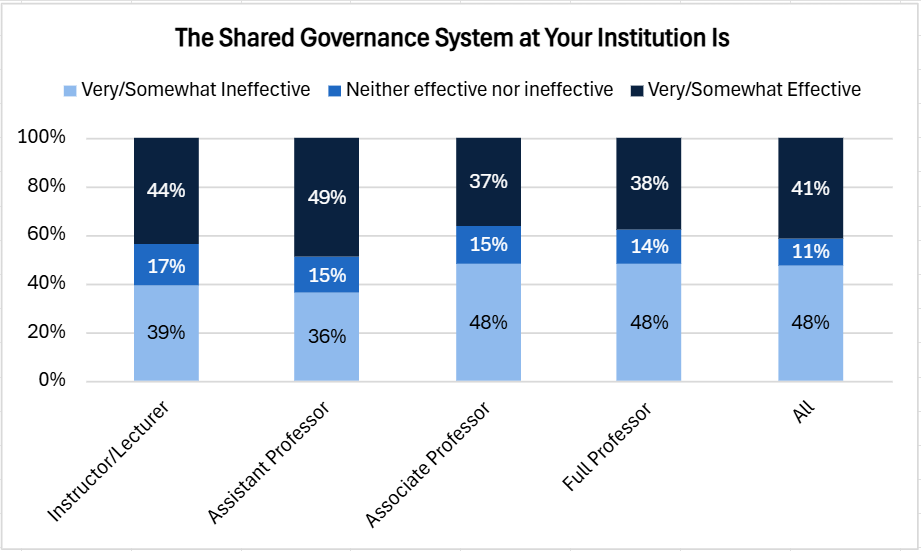 The Shared Governance System at Your Institution Is
Very/Somewhat Ineffective Neither effective nor ineffective Very/Somewhat Effective
100%
80%
60%
40%
20%
0%
44% 49% 37% 38% 41%
17% 15% 15% 14% 11%
39% 36% 48% 48% 48%
Instructor/Lecturer
Assistant Professor
Associate Professor
Full Professor
All